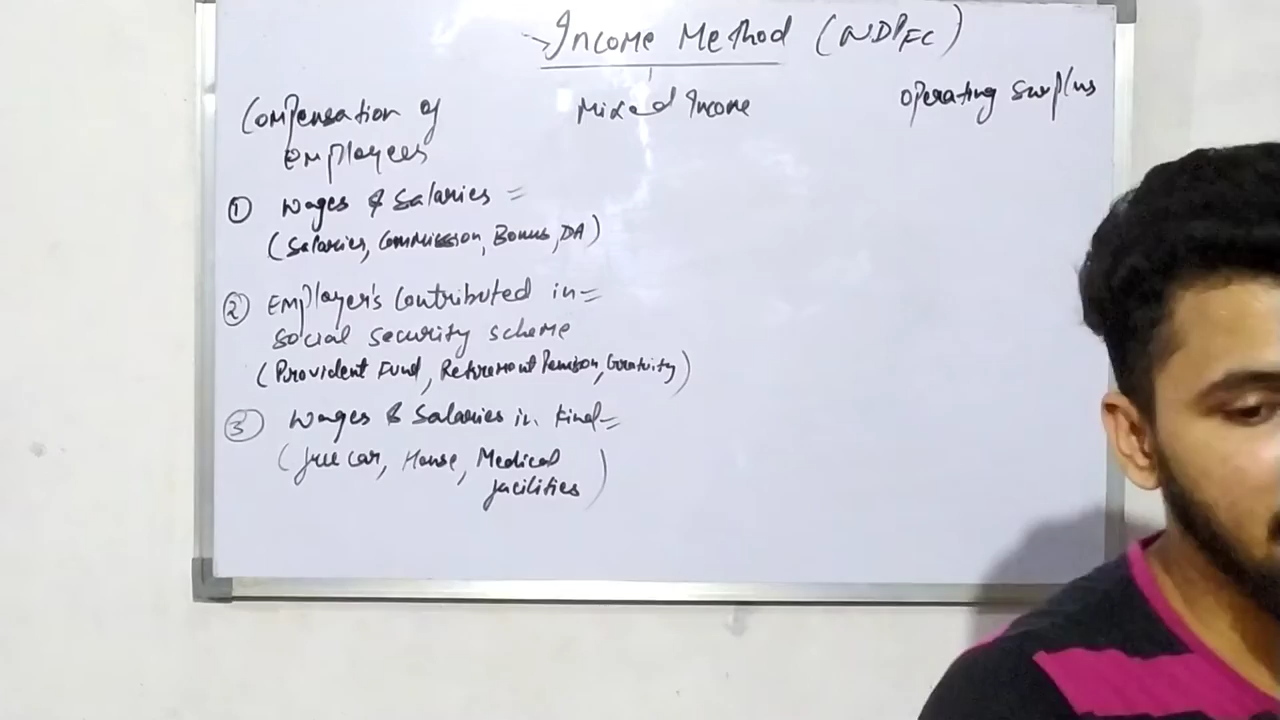 Income Method (NDPFC)
Compensation of Employees
Mixed Income
Operating surplus
① Wages & Salaries =
(Salaries, Commission, Bonus, DA)
② Employer's Contributed in =
social security scheme
(Provident Fund, Retirement Pension, Gratuity)
③ Wages & Salaries in kind =
(free car, House, Medical
facilities)